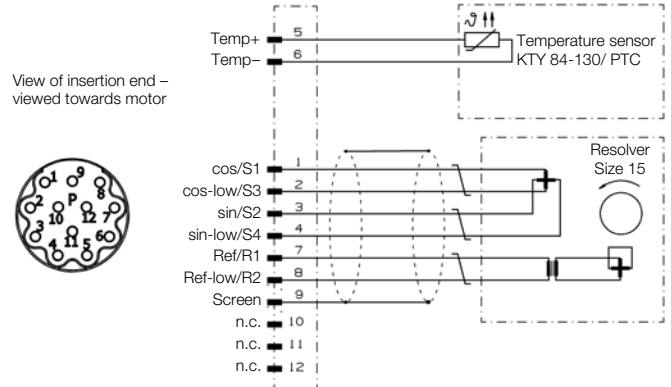 View of insertion end –
viewed towards motor
1
9
8
2
P
7
10
12
3
11
6
4
5
Temp+ 5
Temp– 6
ϑ
Temperature sensor
KTY 84-130/ PTC
cos/S1 1
cos-low/S3 2
sin/S2 3
sin-low/S4 4
Ref/R1 7
Ref-low/R2 8
Screen 9
n.c. 10
n.c. 11
n.c. 12
Resolver
Size 15